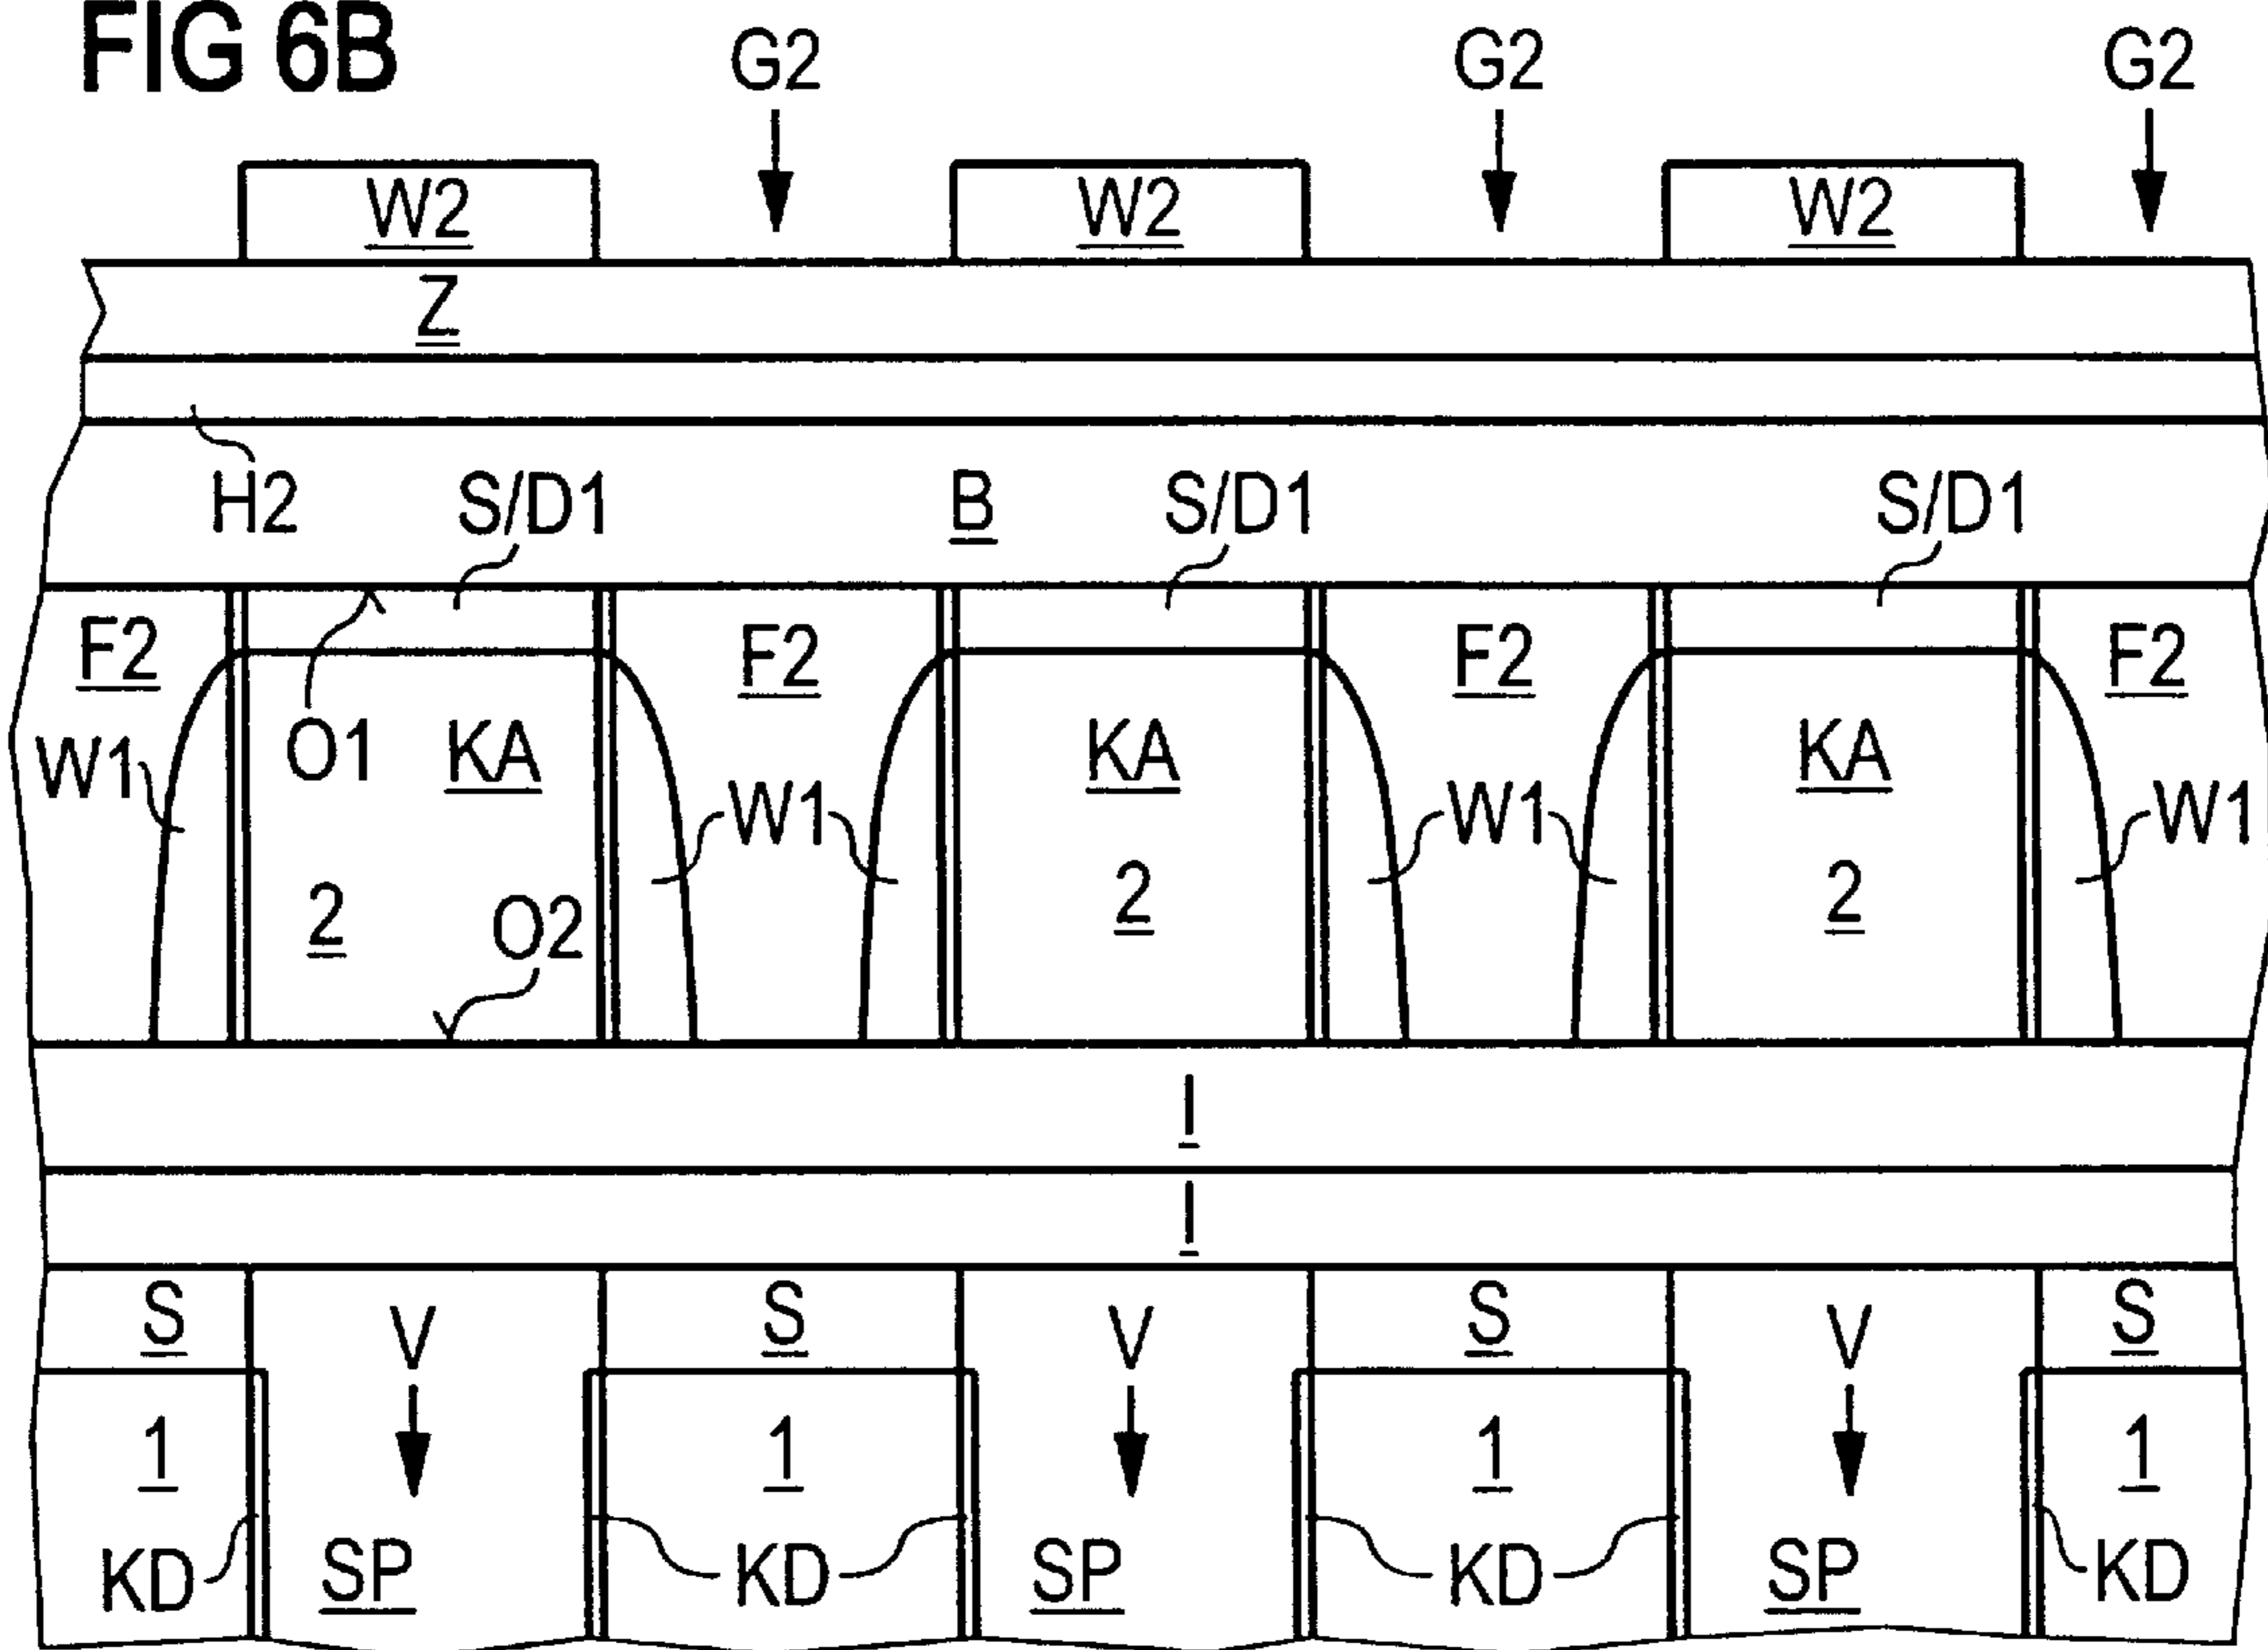 FIG 6B G2 G2 G2
W2 W2 W2
Z
H2 S/D1 B S/D1 S/D1
F2 F2 F2 F2
W1 O1 KA KA KA
W1 W1 W1
2 O2 2 2
I
I
S V S V S V S
1 1 1 1
KD SP KD SP KD SP KD